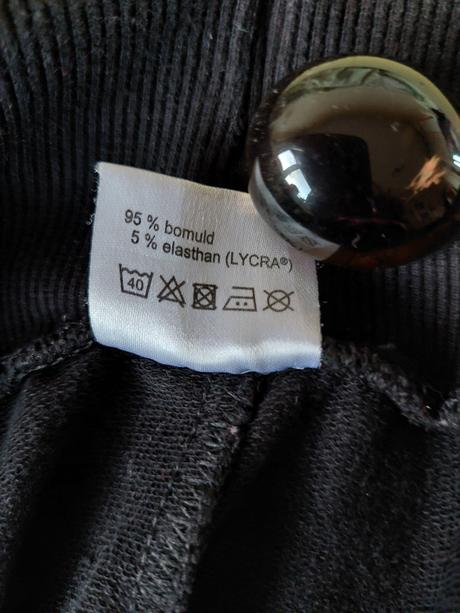 95 % bomuld
5 % elasthan (LYCRA®)
40